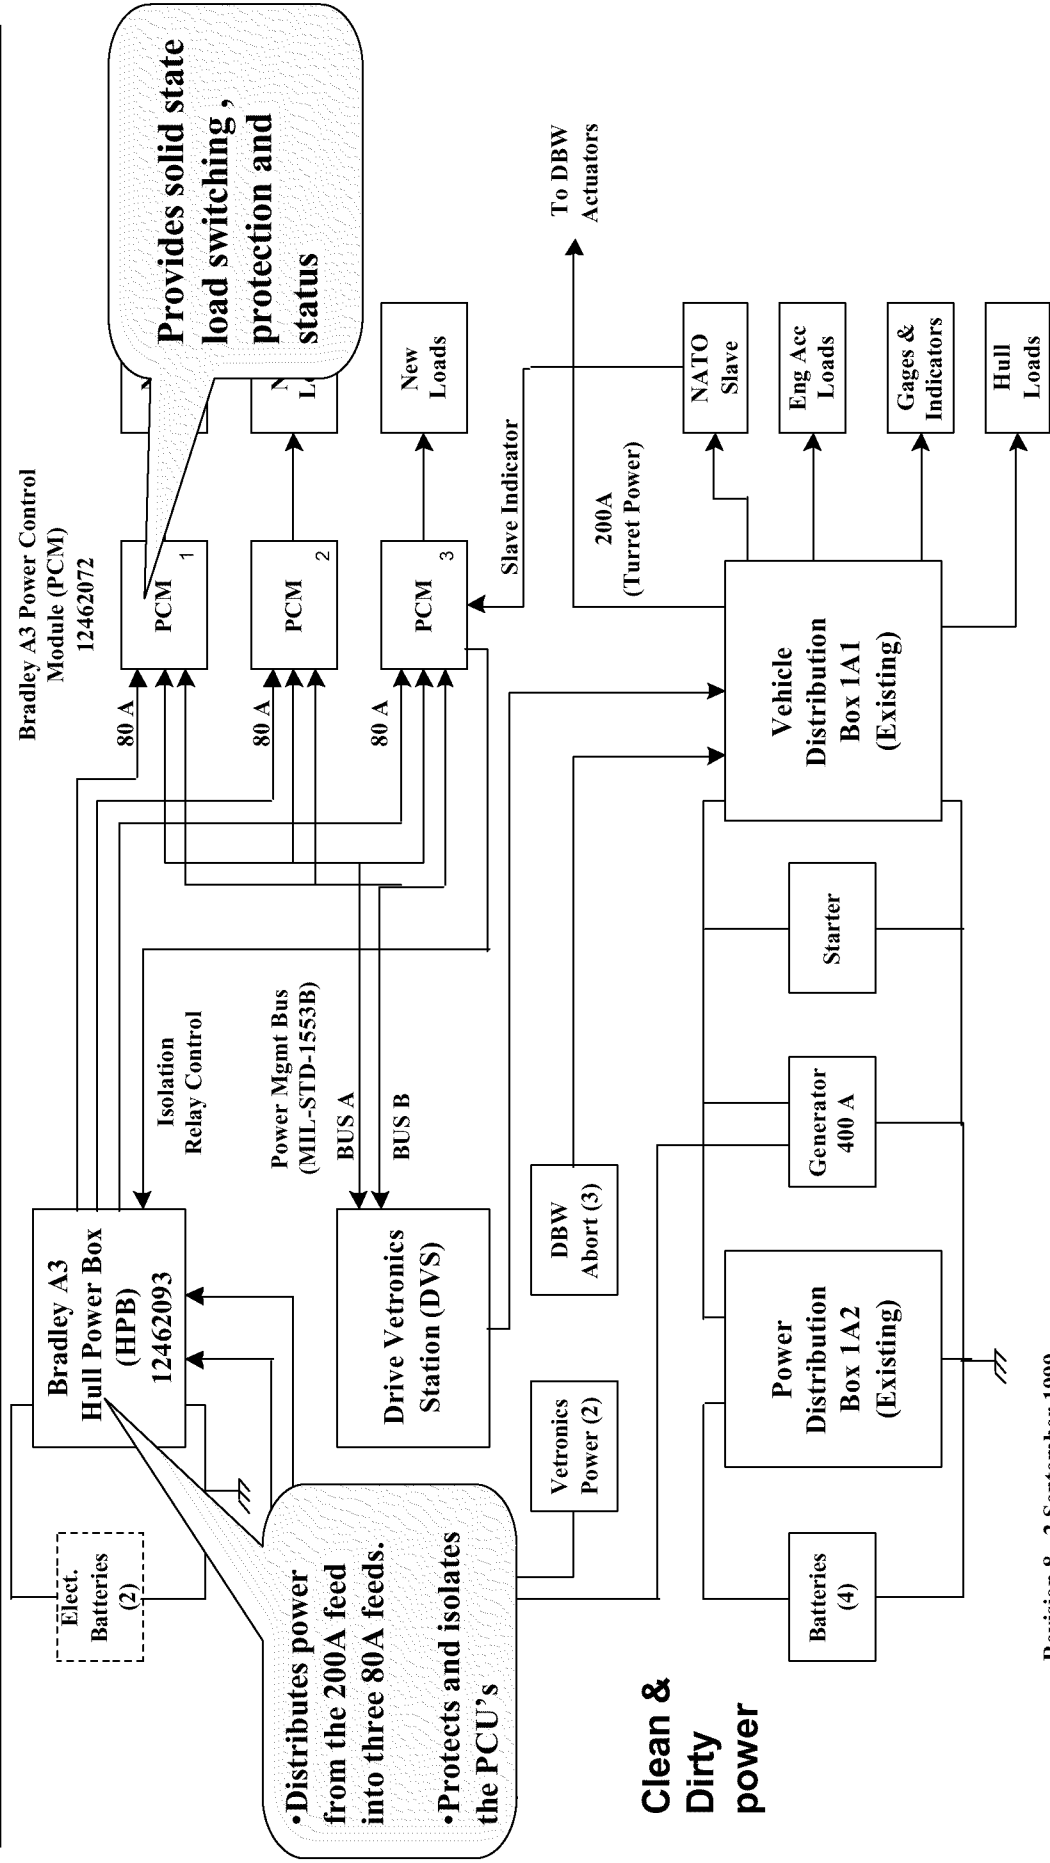 Bradley A3 Power Control
Module (PCM)
12462072
Provides solid state
load switching ,
protection and
status
Elect.
Batteries
(2)
Bradley A3
Hull Power Box
(HPB)
12462093
80 A
PCM
1
80 A
PCM
2
80 A
PCM
3
New
Loads
Isolation
Relay Control
Power Mgmt Bus
(MIL-STD-1553B)
BUS A
BUS B
•Distributes power
from the 200A feed
into three 80A feeds.
•Protects and isolates
the PCU's
Drive Vetronics
Station (DVS)
Slave Indicator
To DBW
Actuators
Vetronics
Power (2)
DBW
Abort (3)
200A
(Turret Power)
Clean &
Dirty
power
NATO
Slave
Eng Acc
Loads
Gages &
Indicators
Hull
Loads
Batteries
(4)
Power
Distribution
Box 1A2
(Existing)
Generator
400 A
Starter
Vehicle
Distribution
Box 1A1
(Existing)